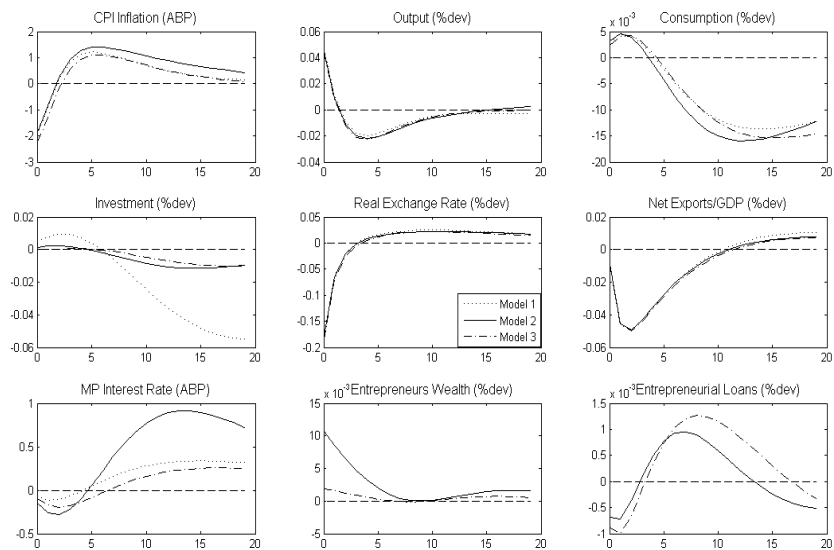 CPI Inflation (ABP)
Output (%dev)
x 10⁻³ Consumption (%dev)
2
1
0
-1
-2
-3
0 5 10 15 20
0.06
0.04
0.02
0
-0.02
-0.04
0 5 10 15 20
5
0
-5
-10
-15
-20
0 5 10 15 20
Investment (%dev)
Real Exchange Rate (%dev)
Net Exports/GDP (%dev)
0.02
0
-0.02
-0.04
-0.06
0 5 10 15 20
0.05
0
-0.05
-0.1
-0.15
-0.2
0 5 10 15 20
Model 1
Model 2
Model 3
0.02
0
-0.02
-0.04
-0.06
0 5 10 15 20
MP Interest Rate (ABP)
x 10⁻³ Entrepreneurs Wealth (%dev)
x 10⁻³ Entrepreneurial Loans (%dev)
1
0.5
0
-0.5
0 5 10 15 20
15
10
5
0
-5
0 5 10 15 20
1.5
1
0.5
0
-0.5
-1
0 5 10 15 20